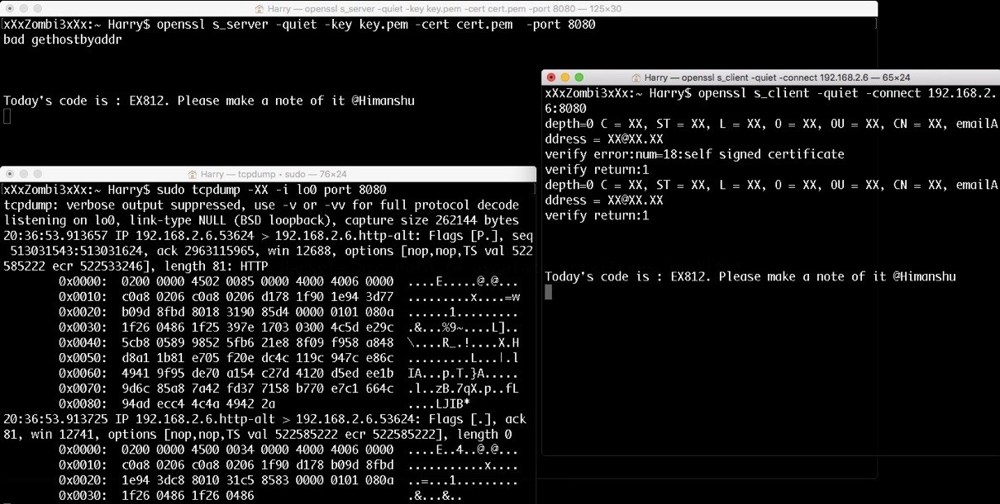 Harry — openssl s_server -quiet -key key.pem -cert cert.pem -port 8080 — 125×30
xXxZombi3xXx:~ Harry$ openssl s_server -quiet -key key.pem -cert cert.pem  -port 8080
bad gethostbyaddr
Today's code is : EX812. Please make a note of it @Himanshu
Harry — openssl s_client -quiet -connect 192.168.2.6 — 65×24
xXxZombi3xXx:~ Harry$ openssl s_client -quiet -connect 192.168.2.
6:8080
depth=0 C = XX, ST = XX, L = XX, O = XX, OU = XX, CN = XX, emailA
ddress = XX@XX.XX
verify error:num=18:self signed certificate
verify return:1
depth=0 C = XX, ST = XX, L = XX, O = XX, OU = XX, CN = XX, emailA
ddress = XX@XX.XX
verify return:1
Today's code is : EX812. Please make a note of it @Himanshu
Harry — tcpdump ◂ sudo — 76×24
xXxZombi3xXx:~ Harry$ sudo tcpdump -XX -i lo0 port 8080
tcpdump: verbose output suppressed, use -v or -vv for full protocol decode
listening on lo0, link-type NULL (BSD loopback), capture size 262144 bytes
20:36:53.913657 IP 192.168.2.6.53624 > 192.168.2.6.http-alt: Flags [P.], seq
 513031543:513031624, ack 2963115965, win 12688, options [nop,nop,TS val 522
585222 ecr 522533246], length 81: HTTP
0x0000:  0200 0000 4502 0085 0000 4000 4006 0000  ....E.....@.@...
0x0010:  c0a8 0206 c0a8 0206 d178 1f90 1e94 3d77  .........x....=w
0x0020:  b09d 8fbd 8018 3190 85d4 0000 0101 080a  ......1.........
0x0030:  1f26 0486 1f25 397e 1703 0300 4c5d e29c  .&...%9~....L]..
0x0040:  5cb8 0589 9852 5fb6 21e8 8f09 f958 a848  \....R_.!....X.H
0x0050:  d8a1 1b81 e705 f20e dc4c 119c 947c e86c  .........L...|.l
0x0060:  4941 9f95 de70 a154 c27d 4120 d5ed ee1b  IA...p.T.}A.....
0x0070:  9d6c 85a8 7a42 fd37 7158 b770 e7c1 664c  .l..zB.7qX.p..fL
0x0080:  94ad ecc4 4c4a 4942 2a  ....LJIB*
20:36:53.913725 IP 192.168.2.6.http-alt > 192.168.2.6.53624: Flags [.], ack
81, win 12741, options [nop,nop,TS val 522585222 ecr 522585222], length 0
0x0000:  0200 0000 4500 0034 0000 4000 4006 0000  ....E..4..@.@...
0x0010:  c0a8 0206 c0a8 0206 1f90 d178 b09d 8fbd  ...........x....
0x0020:  1e94 3dc8 8010 31c5 8583 0000 0101 080a  ..=...1.........
0x0030:  1f26 0486 1f26 0486  .&...&..